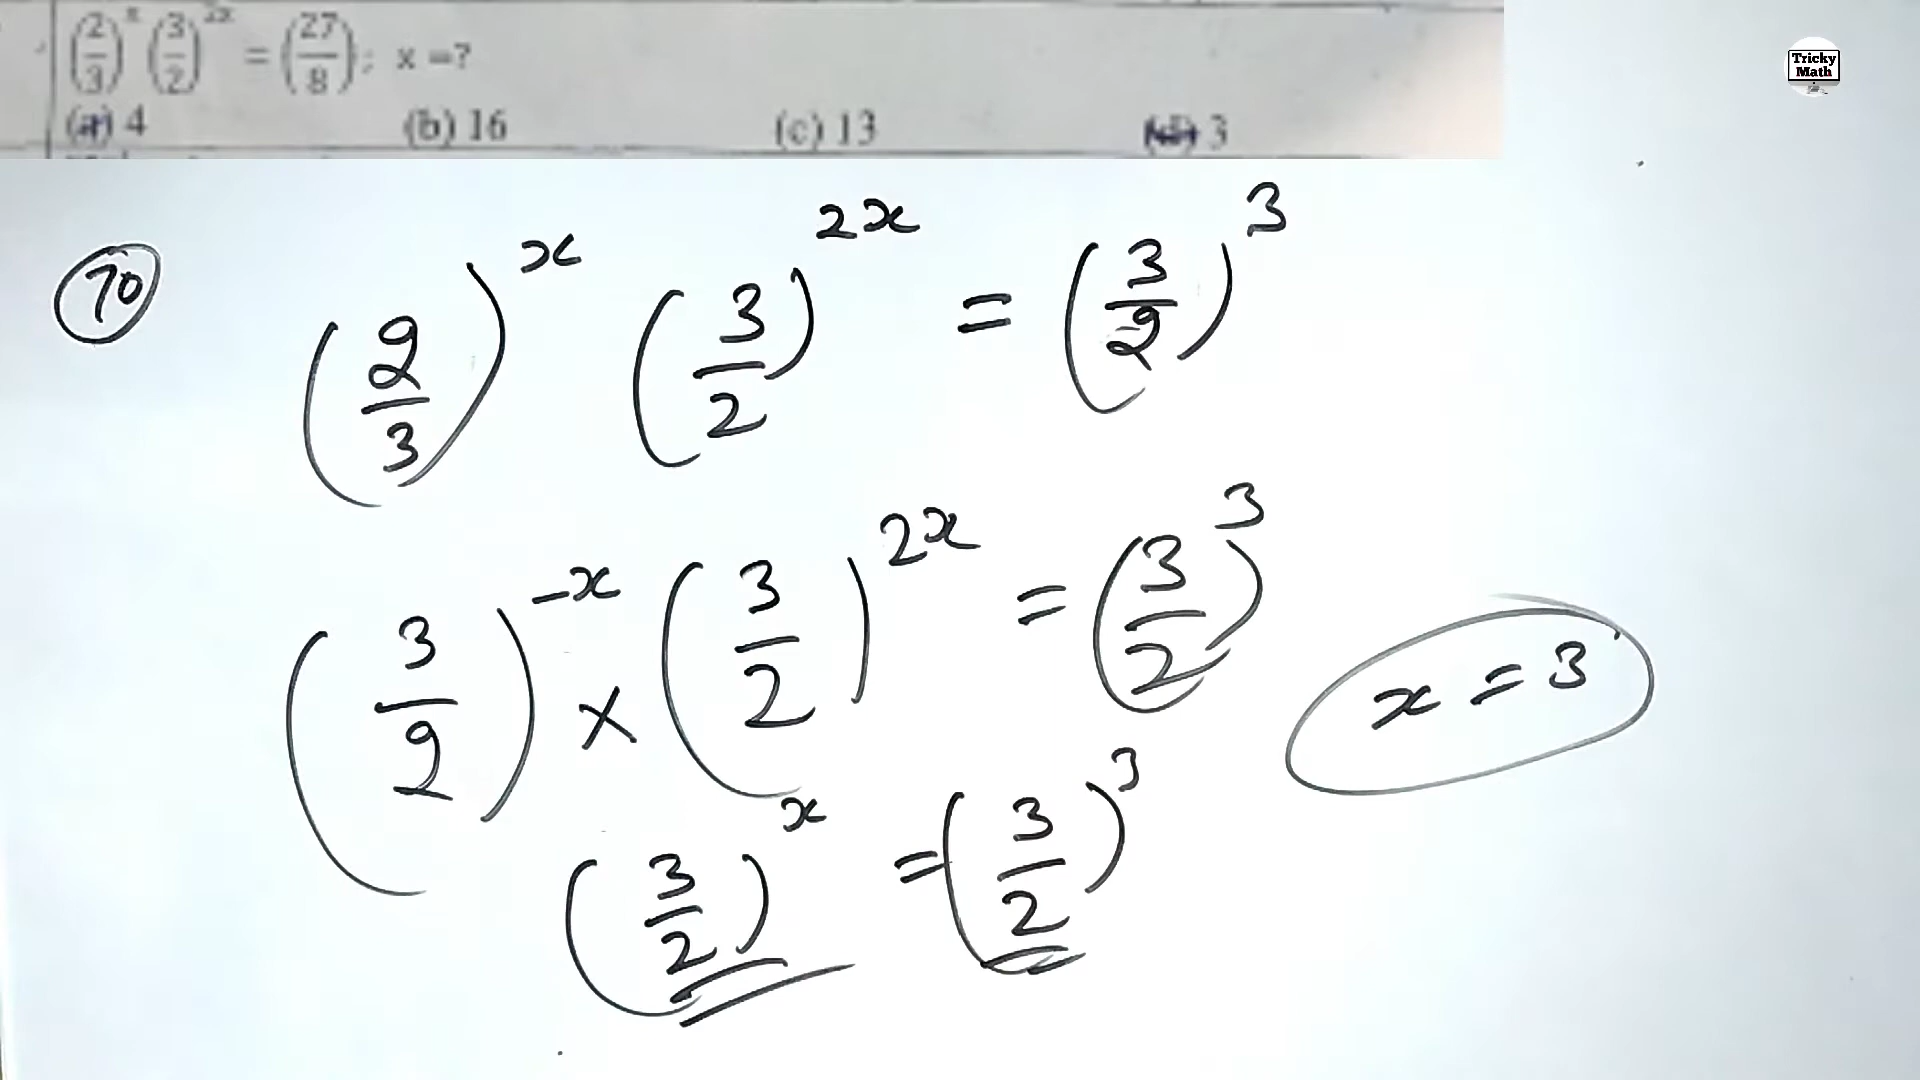 (2/3)^x (3/2)^2x = (27/8); x =?
(a) 4 (b) 16 (c) 13 (d) 3
Tricky
Math
70
(2/3)^x (3/2)^2x = (3/2)^3
(3/2)^-x × (3/2)^2x = (3/2)^3
x = 3
(3/2)^x = (3/2)^3